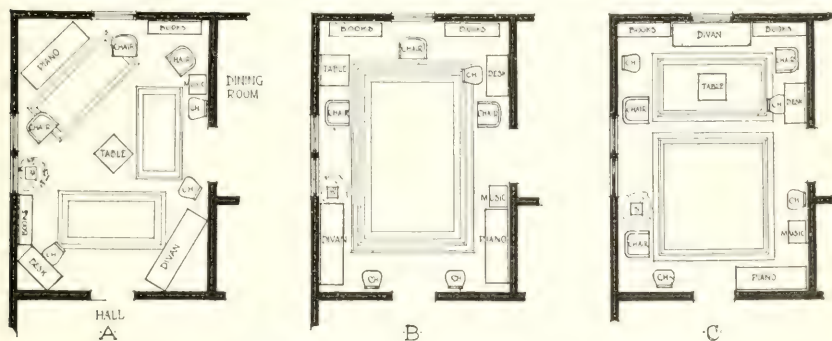 BOOKS
PIANO
CHAIR
CHAIR
MUSIC
CH
DINING
ROOM
CHAIR
TABLE
CH
BOOKS
CH
DESK
DIVAN
HALL
·A·
BOOKS
BOOKS
CHAIR
TABLE
CH
DESK
CHAIR
CHAIR
MUSIC
DIVAN
PIANO
CH
CH
·B·
BOOKS
DIVAN
BOOKS
CH
CHAIR
TABLE
DESK
CH
CHAIR
CH
MUSIC
CHAIR
CH
PIANO
·C·